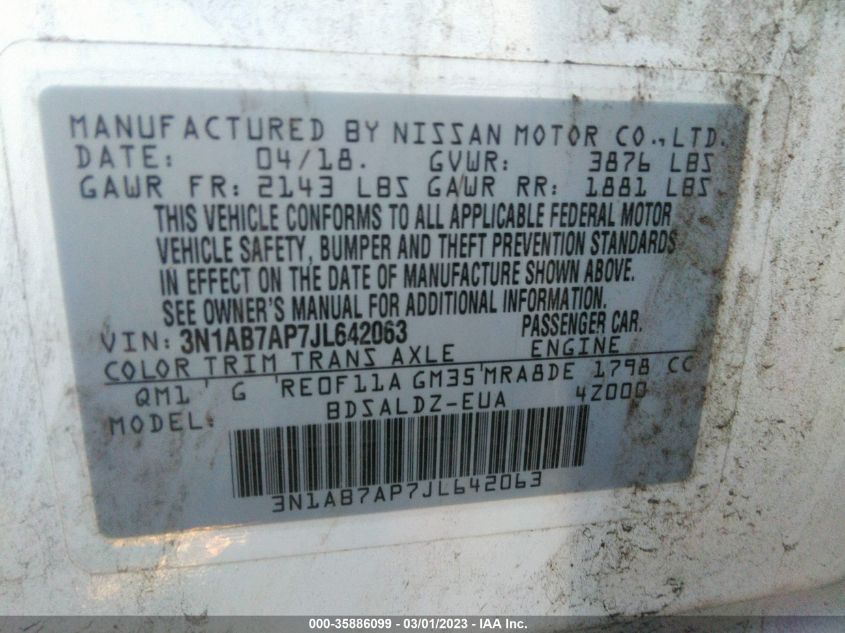 MANUFACTURED BY NISSAN MOTOR CO.,LTD.
DATE: 04/18. GVWR: 3876 LBS
GAWR FR: 2143 LBS GAWR RR: 1881 LBS
THIS VEHICLE CONFORMS TO ALL APPLICABLE FEDERAL MOTOR
VEHICLE SAFETY, BUMPER AND THEFT PREVENTION STANDARDS
IN EFFECT ON THE DATE OF MANUFACTURE SHOWN ABOVE.
SEE OWNER'S MANUAL FOR ADDITIONAL INFORMATION.
VIN: 3N1AB7AP7JL642063 PASSENGER CAR.
COLOR TRIM TRANS AXLE ENGINE
QM1 ' G 'RE0F11A GM35'MRA8DE 1798 CC
MODEL: BDSALDZ-EUA 4Z000
3N1AB7AP7JL642063
000-35886099 - 03/01/2023 - IAA Inc.